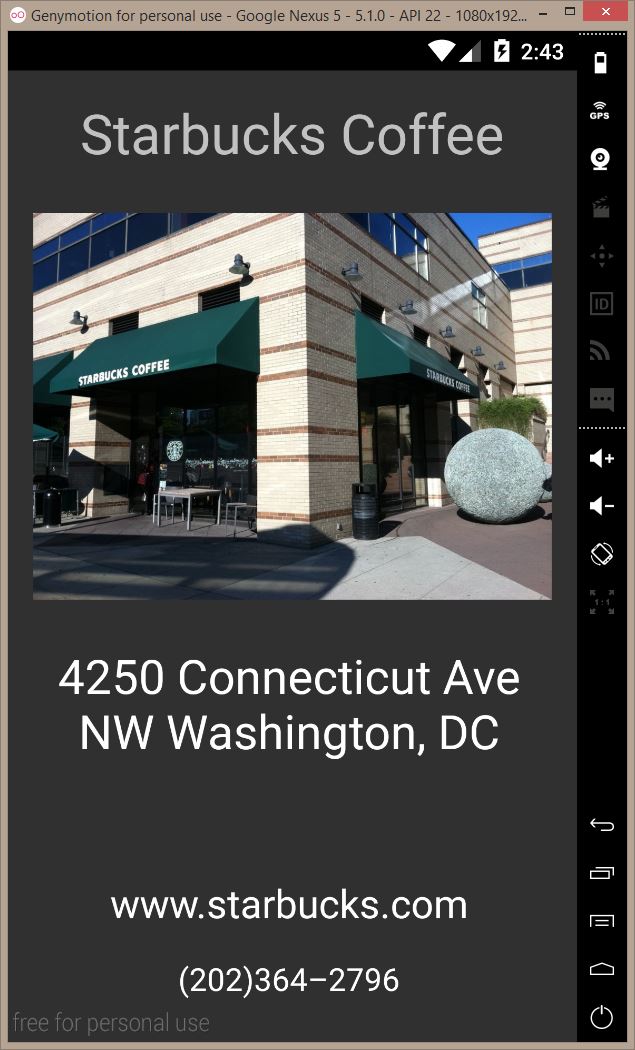 Genymotion for personal use - Google Nexus 5 - 5.1.0 - API 22 - 1080x192...
2:43
Starbucks Coffee
STARBUCKS COFFEE
STARBUCKS COFFEE
GPS
ID
1:1
4250 Connecticut Ave
NW Washington, DC
www.starbucks.com
(202)364–2796
free for personal use